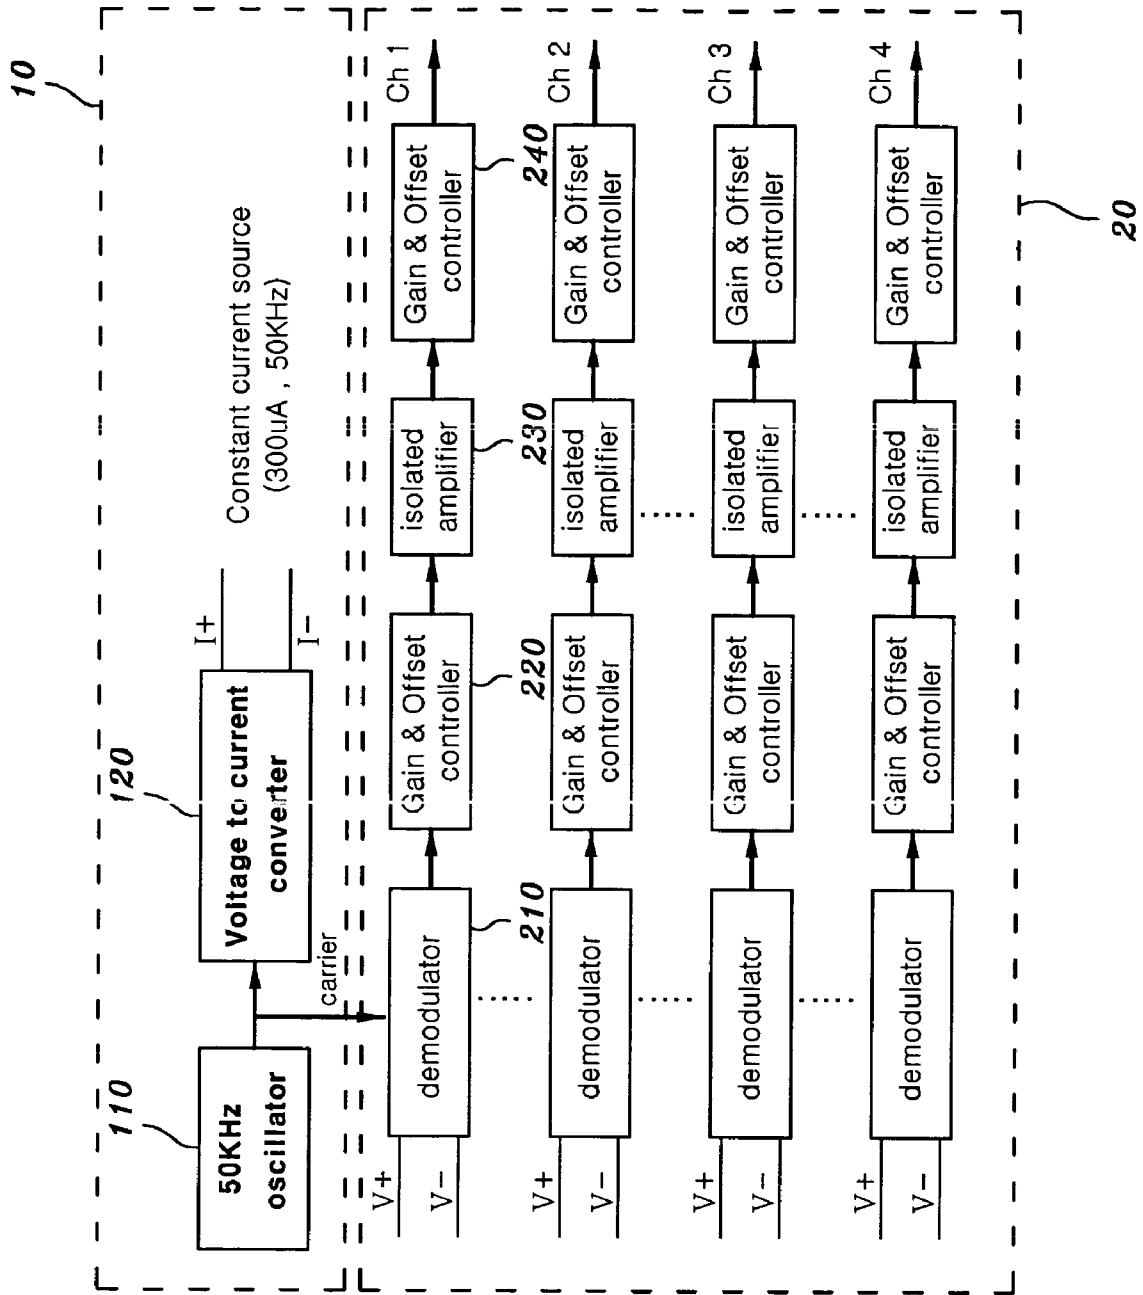 10
110
50KHz
oscillator
120
Voltage to current
converter
I+
I-
Constant current source
(300uA , 50KHz)
carrier
V+
V-
demodulator
210
Gain & Offset
controller
220
isolated
amplifier
230
Gain & Offset
controller
240
Ch 1
V+
V-
demodulator
Gain & Offset
controller
isolated
amplifier
Gain & Offset
controller
Ch 2
V+
V-
demodulator
Gain & Offset
controller
isolated
amplifier
Gain & Offset
controller
Ch 3
V+
V-
demodulator
Gain & Offset
controller
isolated
amplifier
Gain & Offset
controller
Ch 4
20